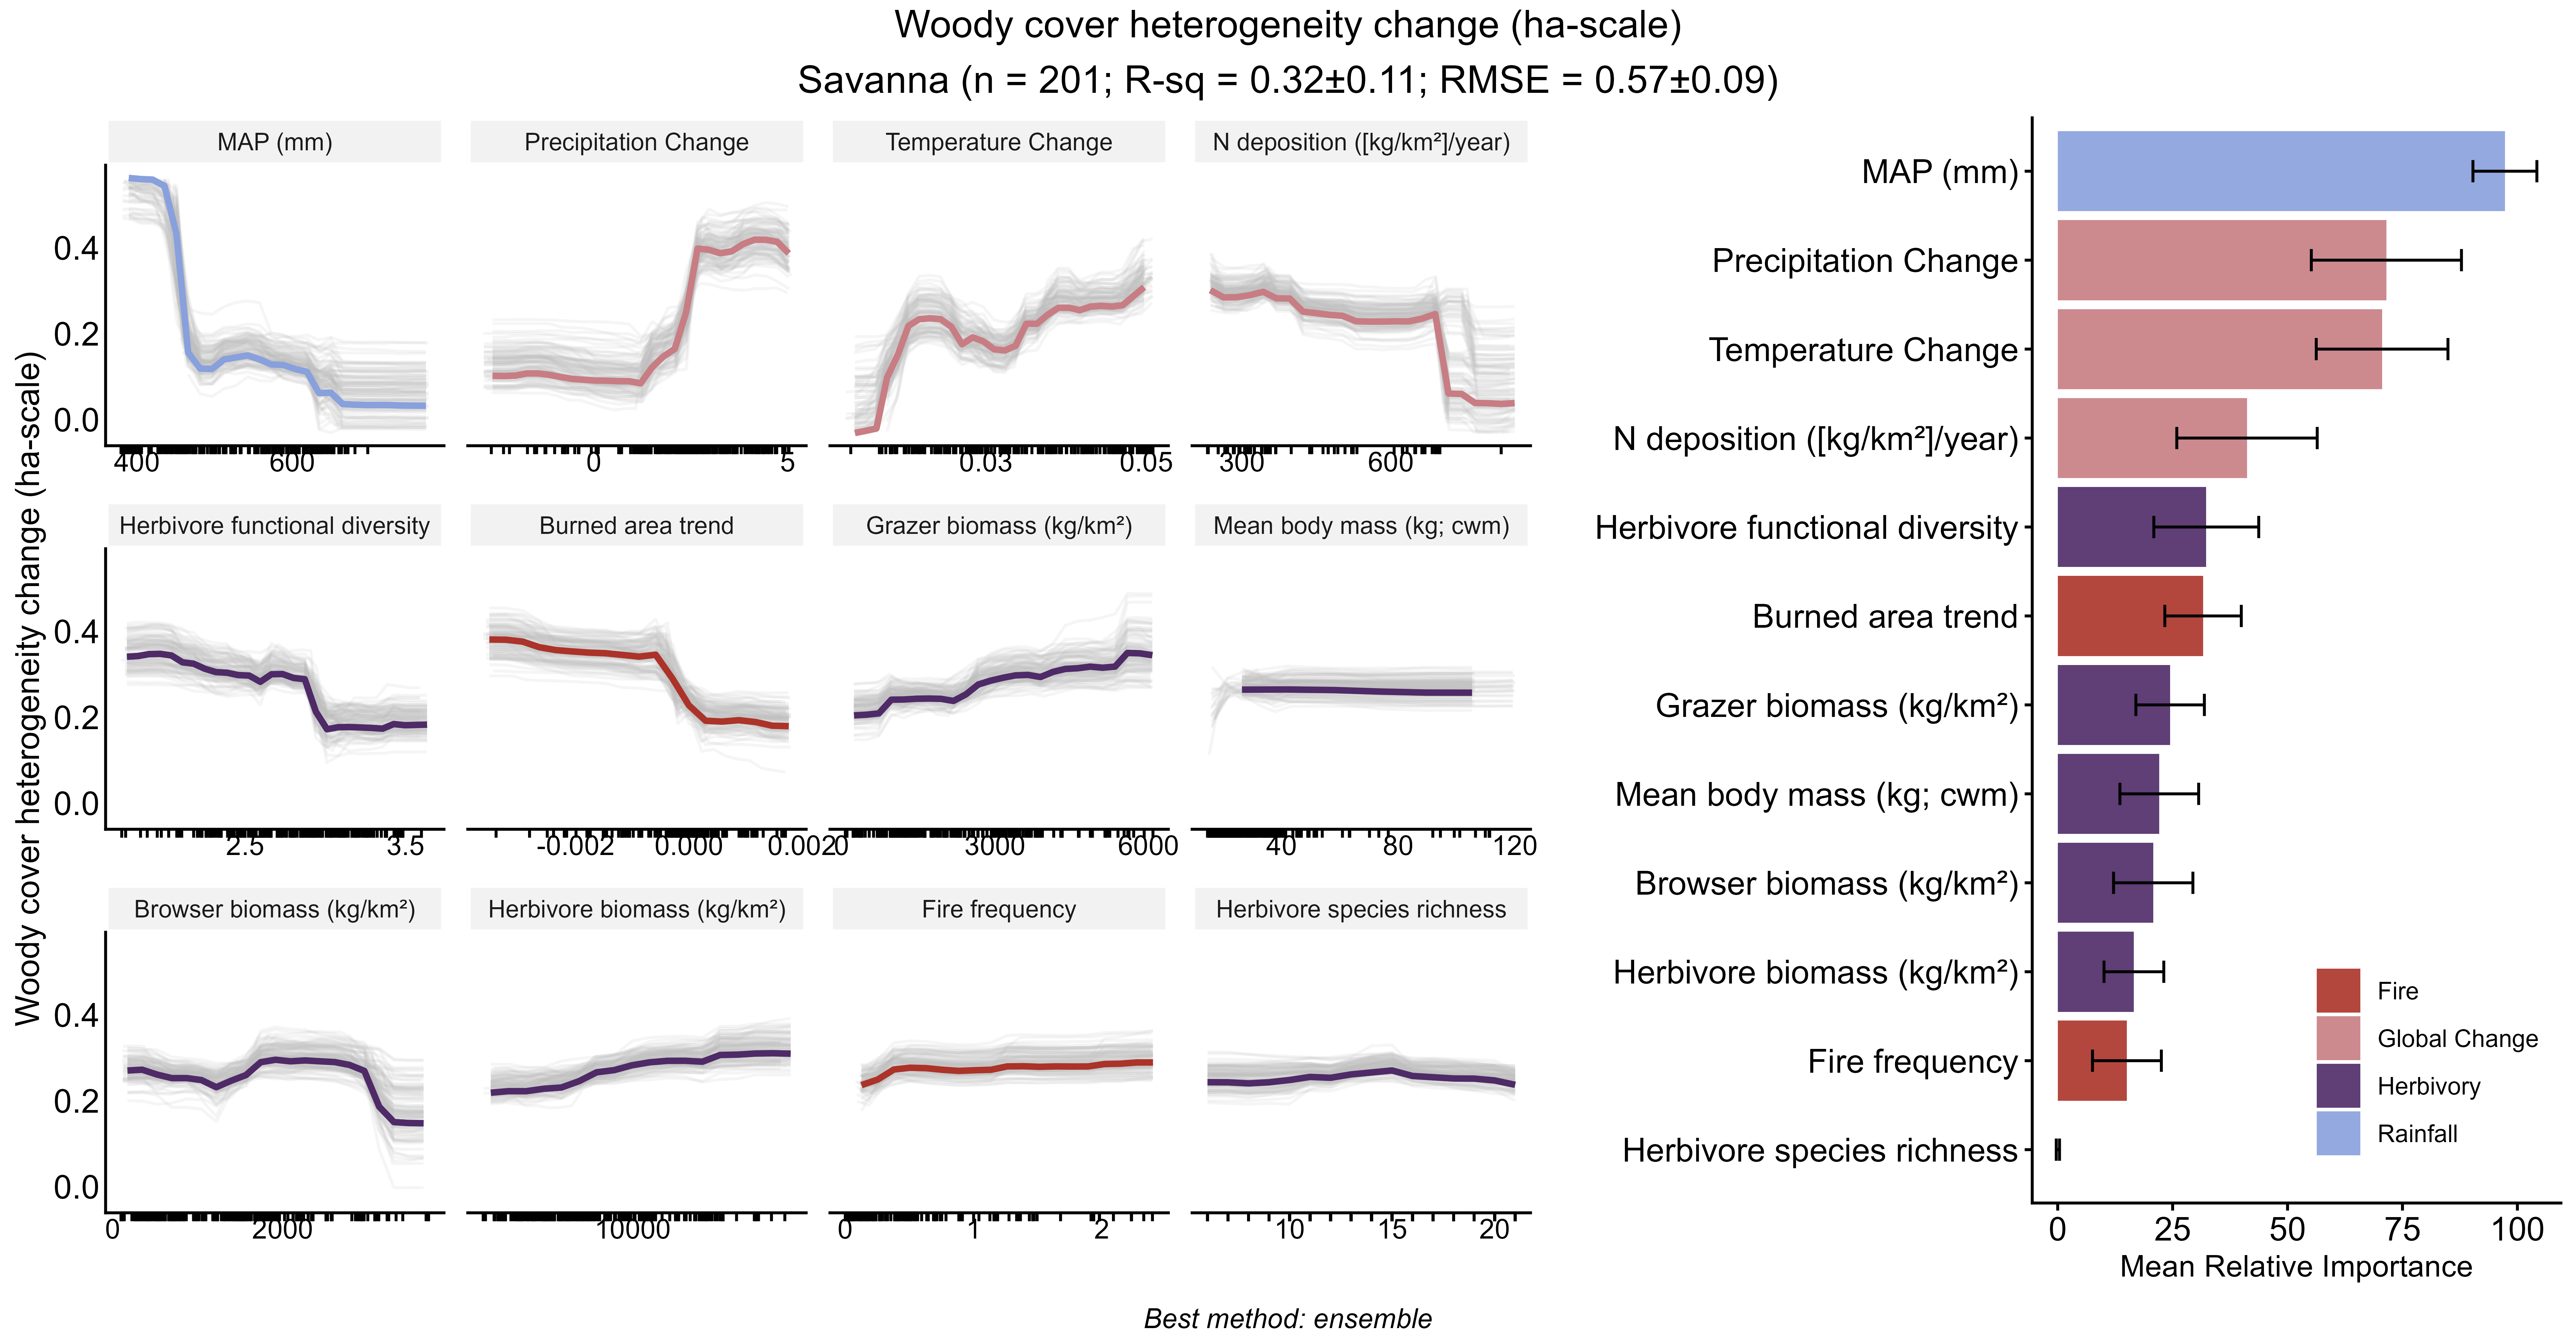 Woody cover heterogeneity change (ha-scale)
Savanna (n = 201; R-sq = 0.32±0.11; RMSE = 0.57±0.09)
Woody cover heterogeneity change (ha-scale)
MAP (mm)
Precipitation Change
Temperature Change
N deposition ([kg/km²]/year)
0.4
0.2
0.0
400 600
0 5
0.03 0.05
300 600
Herbivore functional diversity
Burned area trend
Grazer biomass (kg/km²)
Mean body mass (kg; cwm)
0.4
0.2
0.0
2.5 3.5
-0.002 0.000 0.002
0 3000 6000
40 80 120
Browser biomass (kg/km²)
Herbivore biomass (kg/km²)
Fire frequency
Herbivore species richness
0.4
0.2
0.0
0 2000
10000
0 1 2
10 15 20
MAP (mm)
Precipitation Change
Temperature Change
N deposition ([kg/km²]/year)
Herbivore functional diversity
Burned area trend
Grazer biomass (kg/km²)
Mean body mass (kg; cwm)
Browser biomass (kg/km²)
Herbivore biomass (kg/km²)
Fire frequency
Herbivore species richness
Fire
Global Change
Herbivory
Rainfall
0 25 50 75 100
Mean Relative Importance
Best method: ensemble